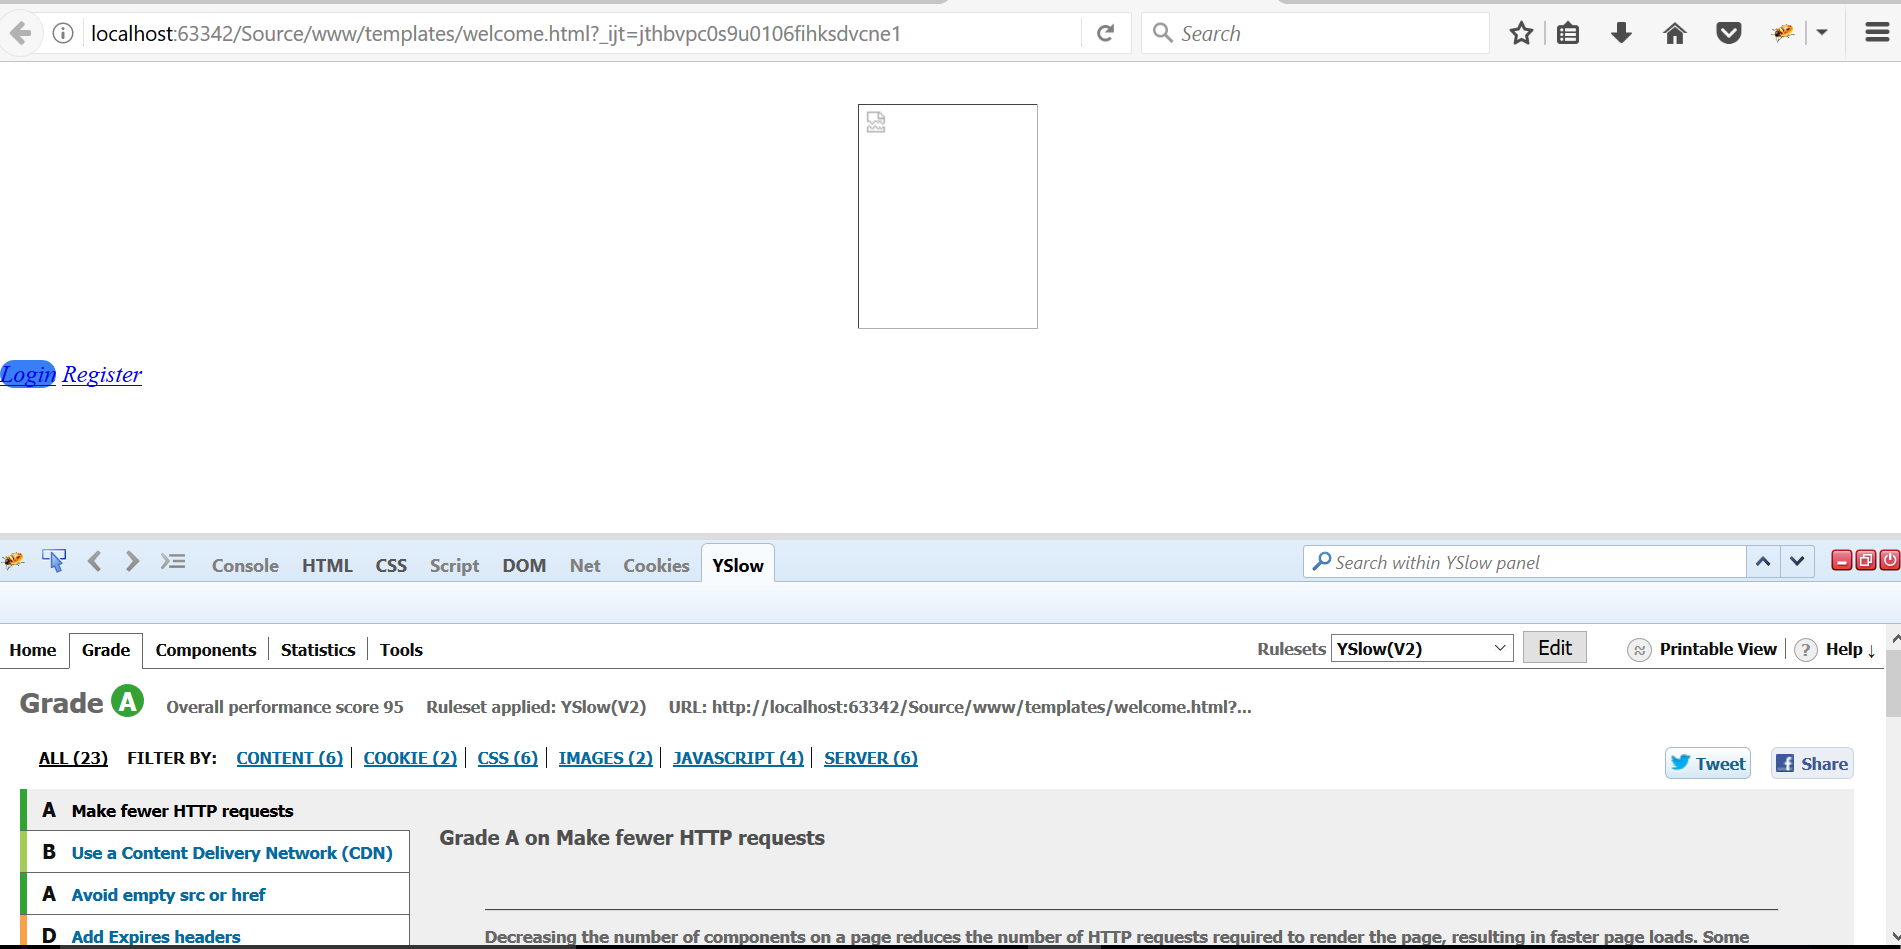 localhost:63342/Source/www/templates/welcome.html?_ijt=jthbvpc0s9u0106fihksdvcne1
Search
Login Register
Console HTML CSS Script DOM Net Cookies YSlow
Search within YSlow panel
Home Grade Components Statistics Tools
Rulesets YSlow(V2) Edit Printable View ? Help ↓
Grade A Overall performance score 95 Ruleset applied: YSlow(V2) URL: http://localhost:63342/Source/www/templates/welcome.html?...
ALL (23) FILTER BY: CONTENT (6) COOKIE (2) CSS (6) IMAGES (2) JAVASCRIPT (4) SERVER (6)
Tweet Share
A Make fewer HTTP requests
Grade A on Make fewer HTTP requests
B Use a Content Delivery Network (CDN)
A Avoid empty src or href
D Add Expires headers
Decreasing the number of components on a page reduces the number of HTTP requests required to render the page, resulting in faster page loads. Some